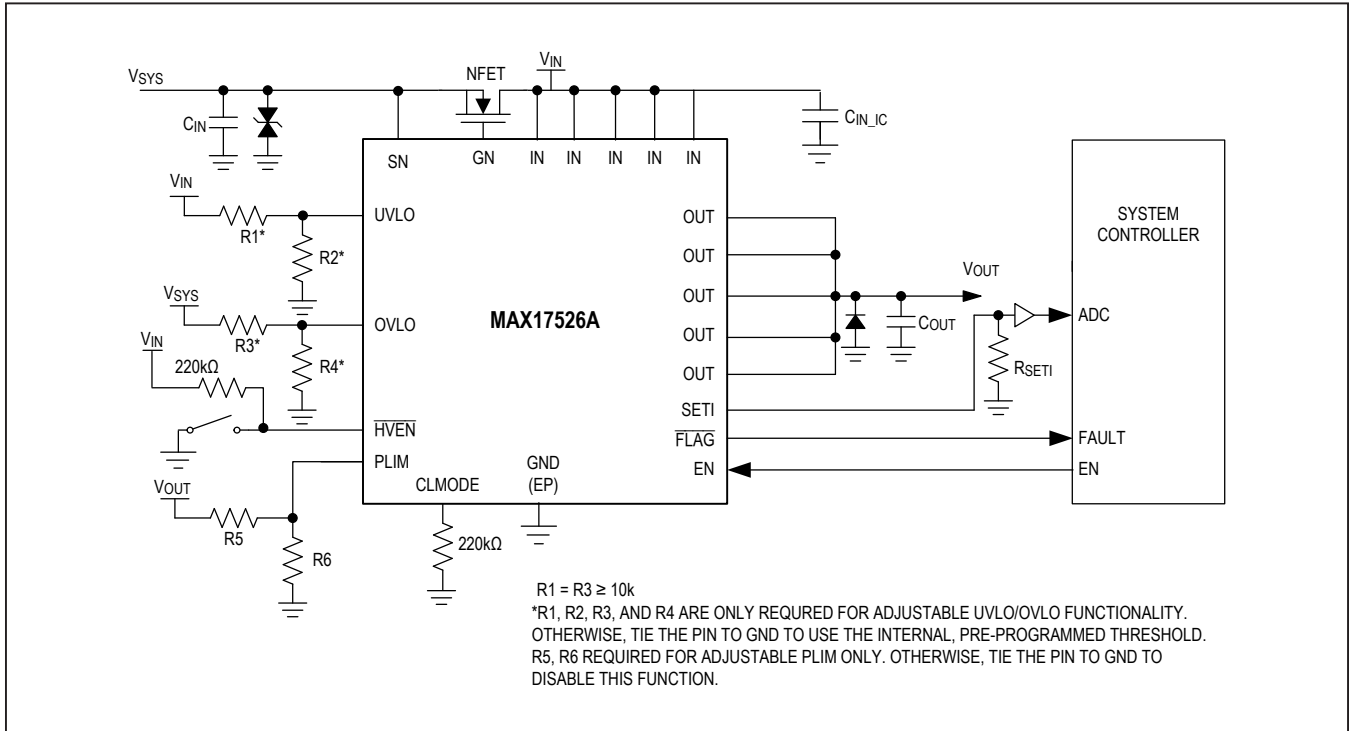 VSYS
NFET
VIN
CIN
CIN_IC
SN
GN
IN
IN
IN
IN
IN
VIN
UVLO
R1*
R2*
OUT
SYSTEM
CONTROLLER
OUT
VSYS
OVLO
R3*
R4*
MAX17526A
OUT
VOUT
ADC
COUT
VIN
220kΩ
OUT
RSETI
OUT
SETI
HVEN
FLAG
FAULT
PLIM
EN
EN
VOUT
CLMODE
GND
(EP)
R5
R6
220kΩ
R1 = R3 ≥ 10k
*R1, R2, R3, AND R4 ARE ONLY REQURED FOR ADJUSTABLE UVLO/OVLO FUNCTIONALITY.
OTHERWISE, TIE THE PIN TO GND TO USE THE INTERNAL, PRE-PROGRAMMED THRESHOLD.
R5, R6 REQUIRED FOR ADJUSTABLE PLIM ONLY. OTHERWISE, TIE THE PIN TO GND TO
DISABLE THIS FUNCTION.